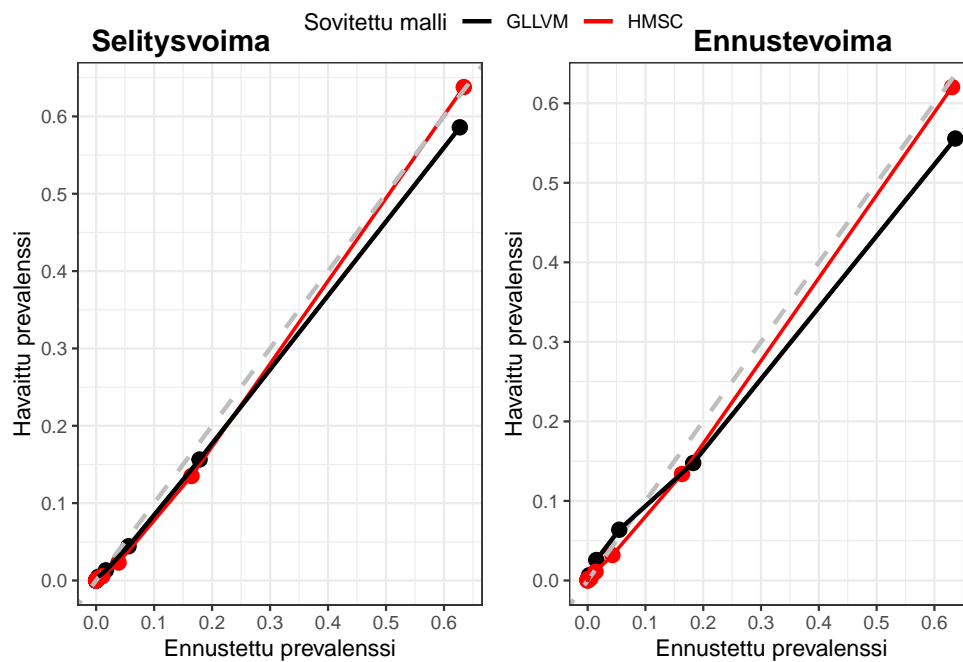 Sovitettu malli GLLVM HMSC
Selitysvoima
Ennustevoima
Havaittu prevalenssi
0.6
0.5
0.4
0.3
0.2
0.1
0.0
0.0 0.1 0.2 0.3 0.4 0.5 0.6
Ennustettu prevalenssi
Havaittu prevalenssi
0.6
0.5
0.4
0.3
0.2
0.1
0.0
0.0 0.1 0.2 0.3 0.4 0.5 0.6
Ennustettu prevalenssi